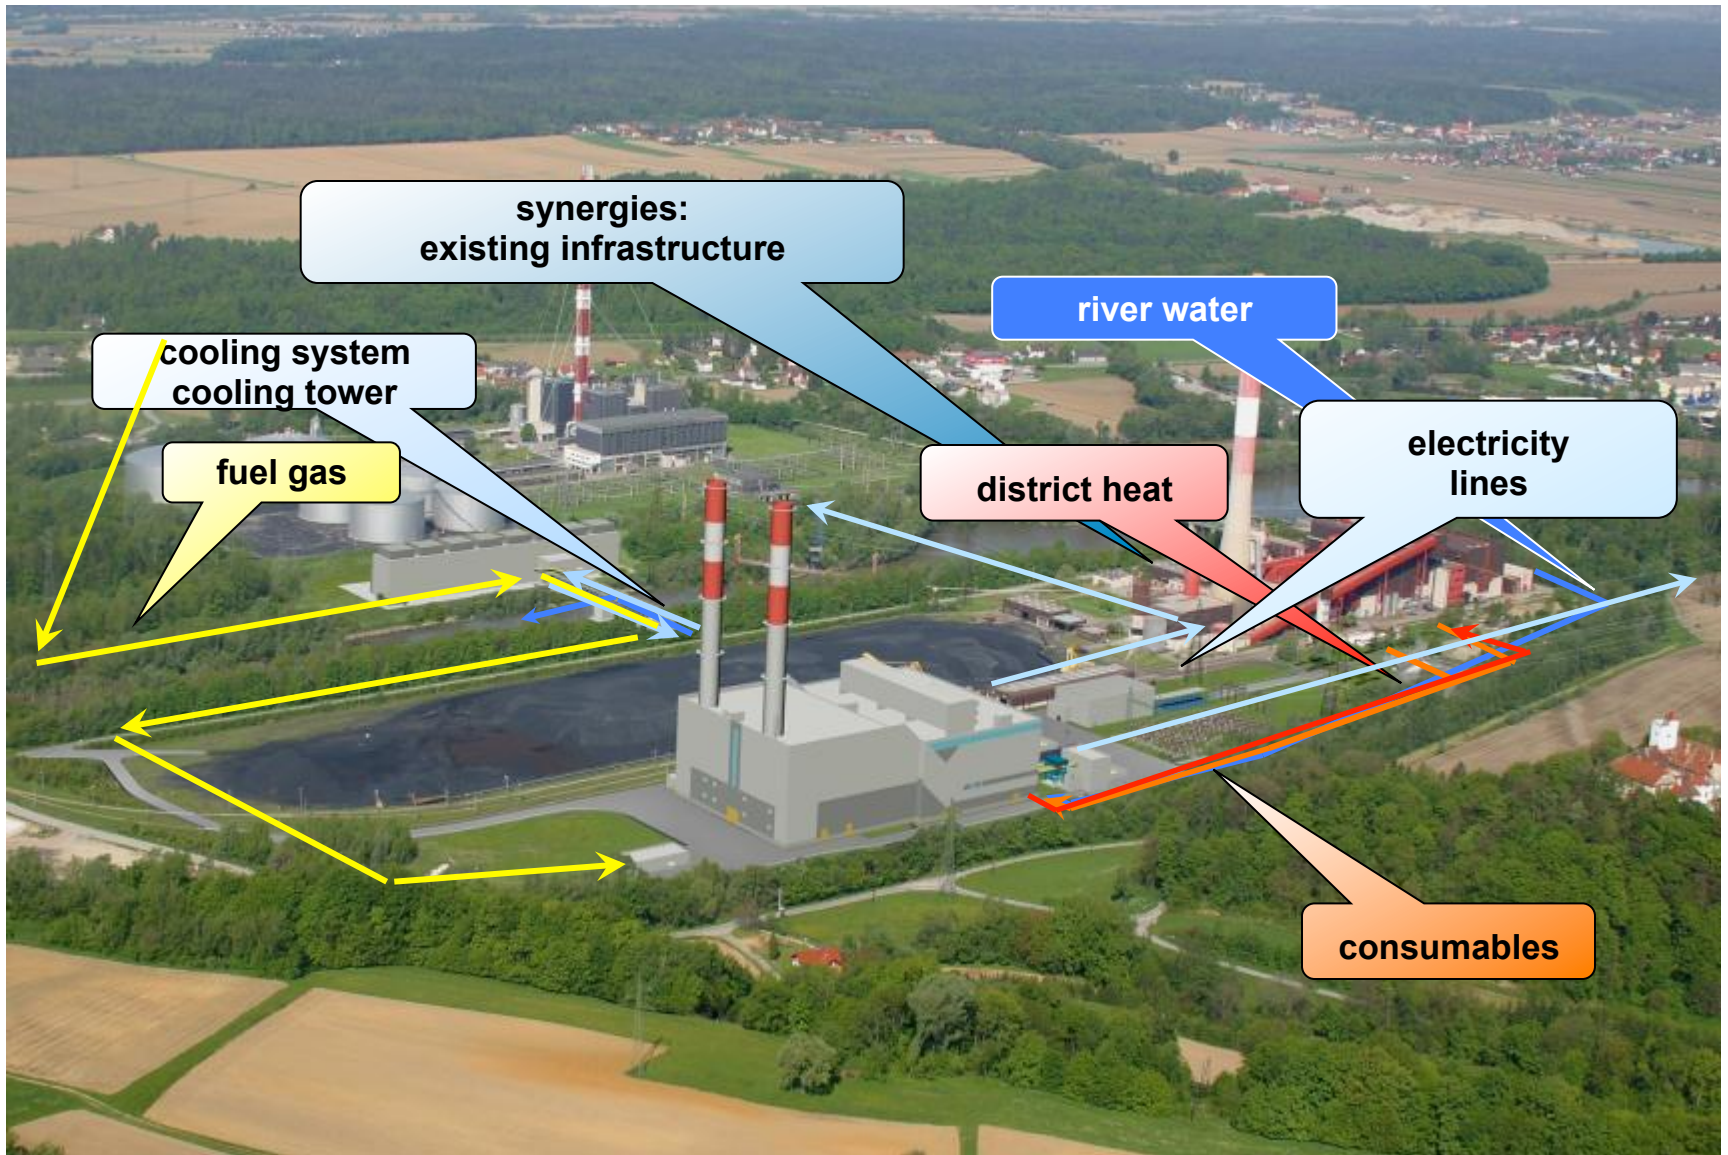 synergies:
existing infrastructure
river water
cooling system
cooling tower
electricity
lines
fuel gas
district heat
consumables